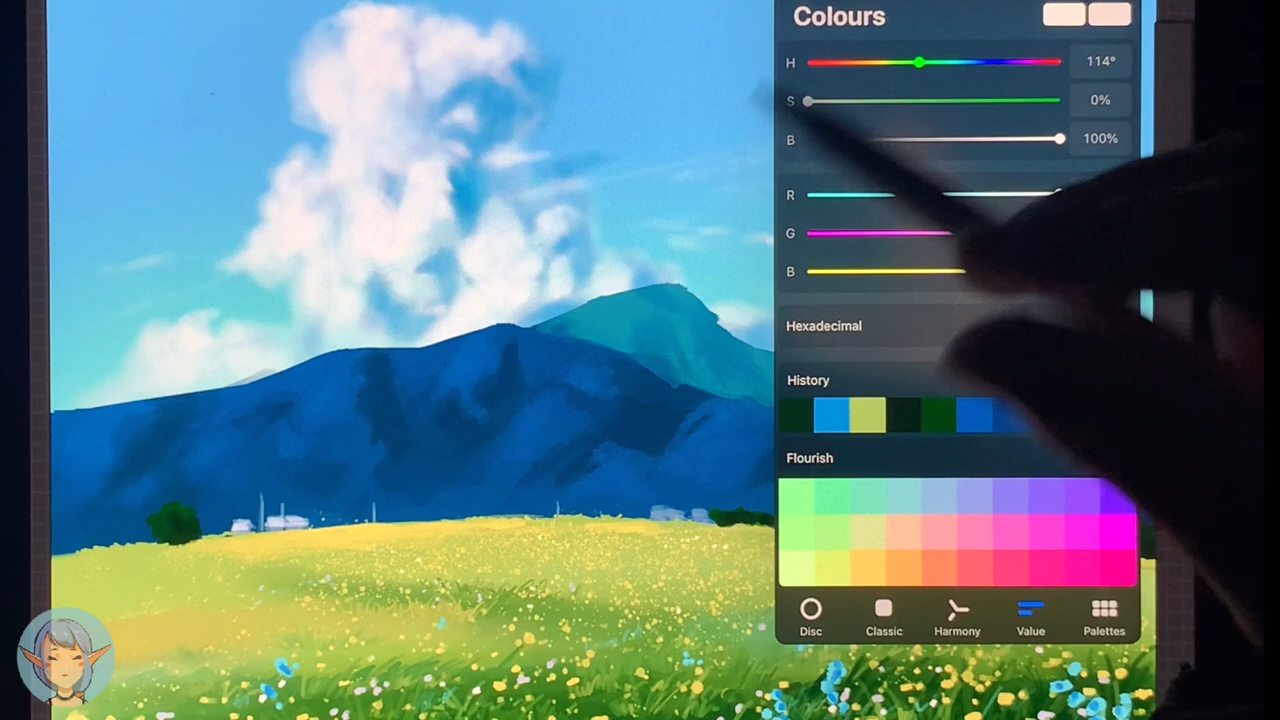 Colours
H 114°
S 0%
B 100%
R
G
B
Hexadecimal
History
Flourish
Disc Classic Harmony Value Palettes